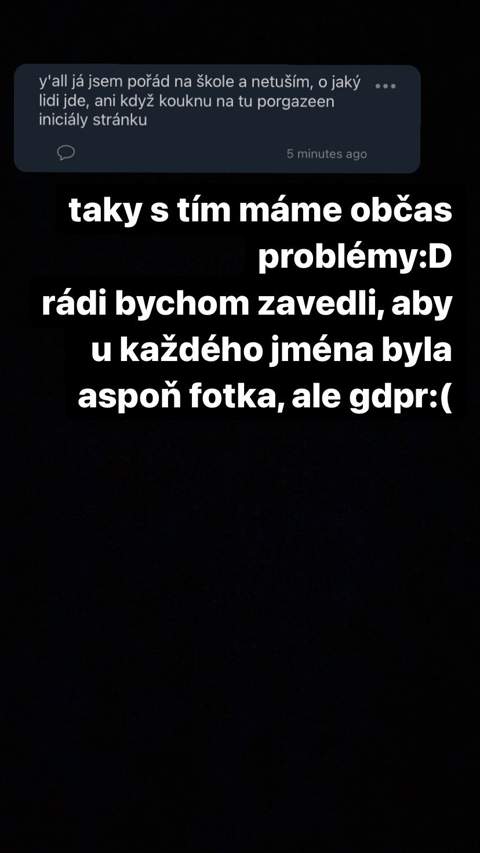 y'all já jsem pořád na škole a netuším, o jaký
lidi jde, ani když kouknu na tu porgazeen
iniciály stránku
5 minutes ago
taky s tím máme občas
problémy:D
rádi bychom zavedli, aby
u každého jména byla
aspoň fotka, ale gdpr:(